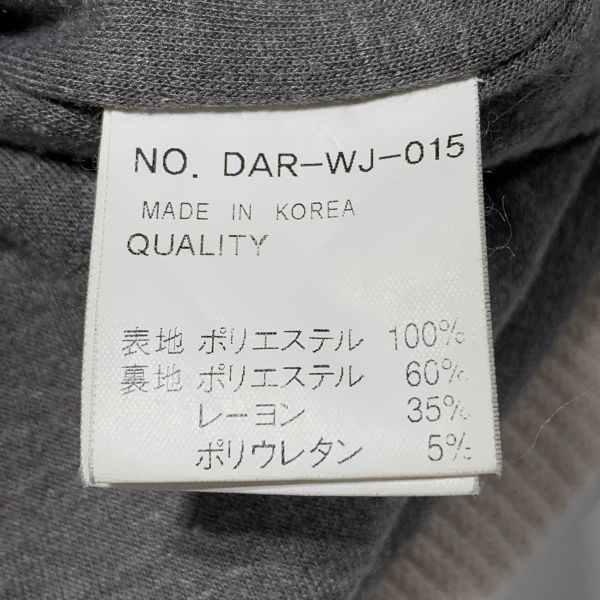 NO. DAR-WJ-015
MADE IN KOREA
QUALITY
表地 ポリエステル 100%
裏地 ポリエステル 60%
レーヨン 35%
ポリウレタン 5%